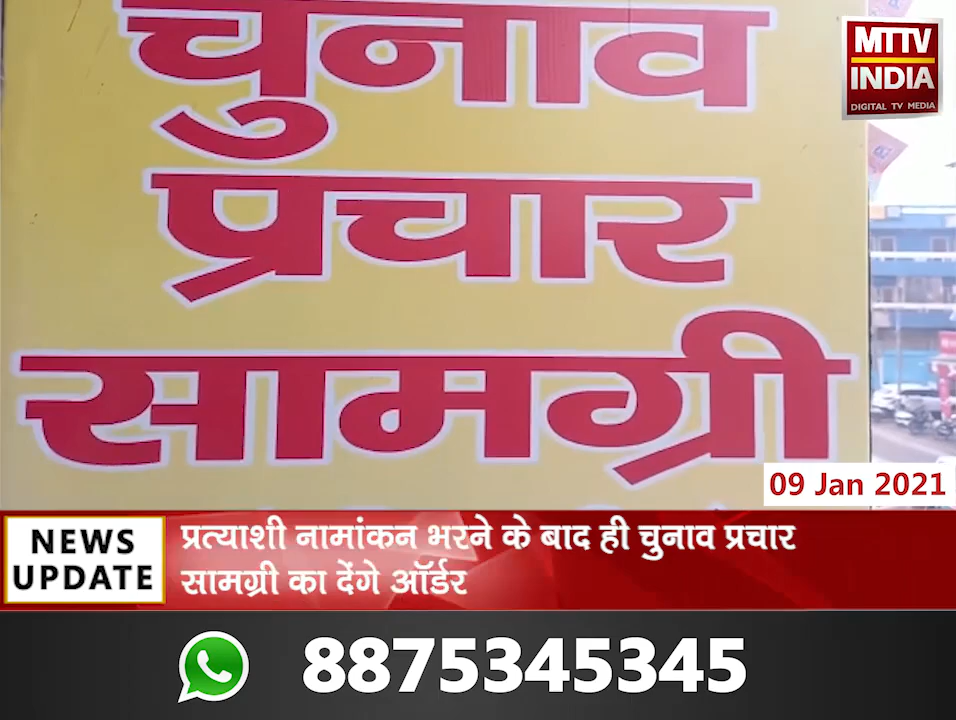 चुनाव
प्रचार
सामग्री
MTTV
INDIA
DIGITAL TV MEDIA
09 Jan 2021
NEWS
UPDATE
प्रत्याशी नामांकन भरने के बाद ही चुनाव प्रचार
सामग्री का देंगे ऑर्डर
8875345345